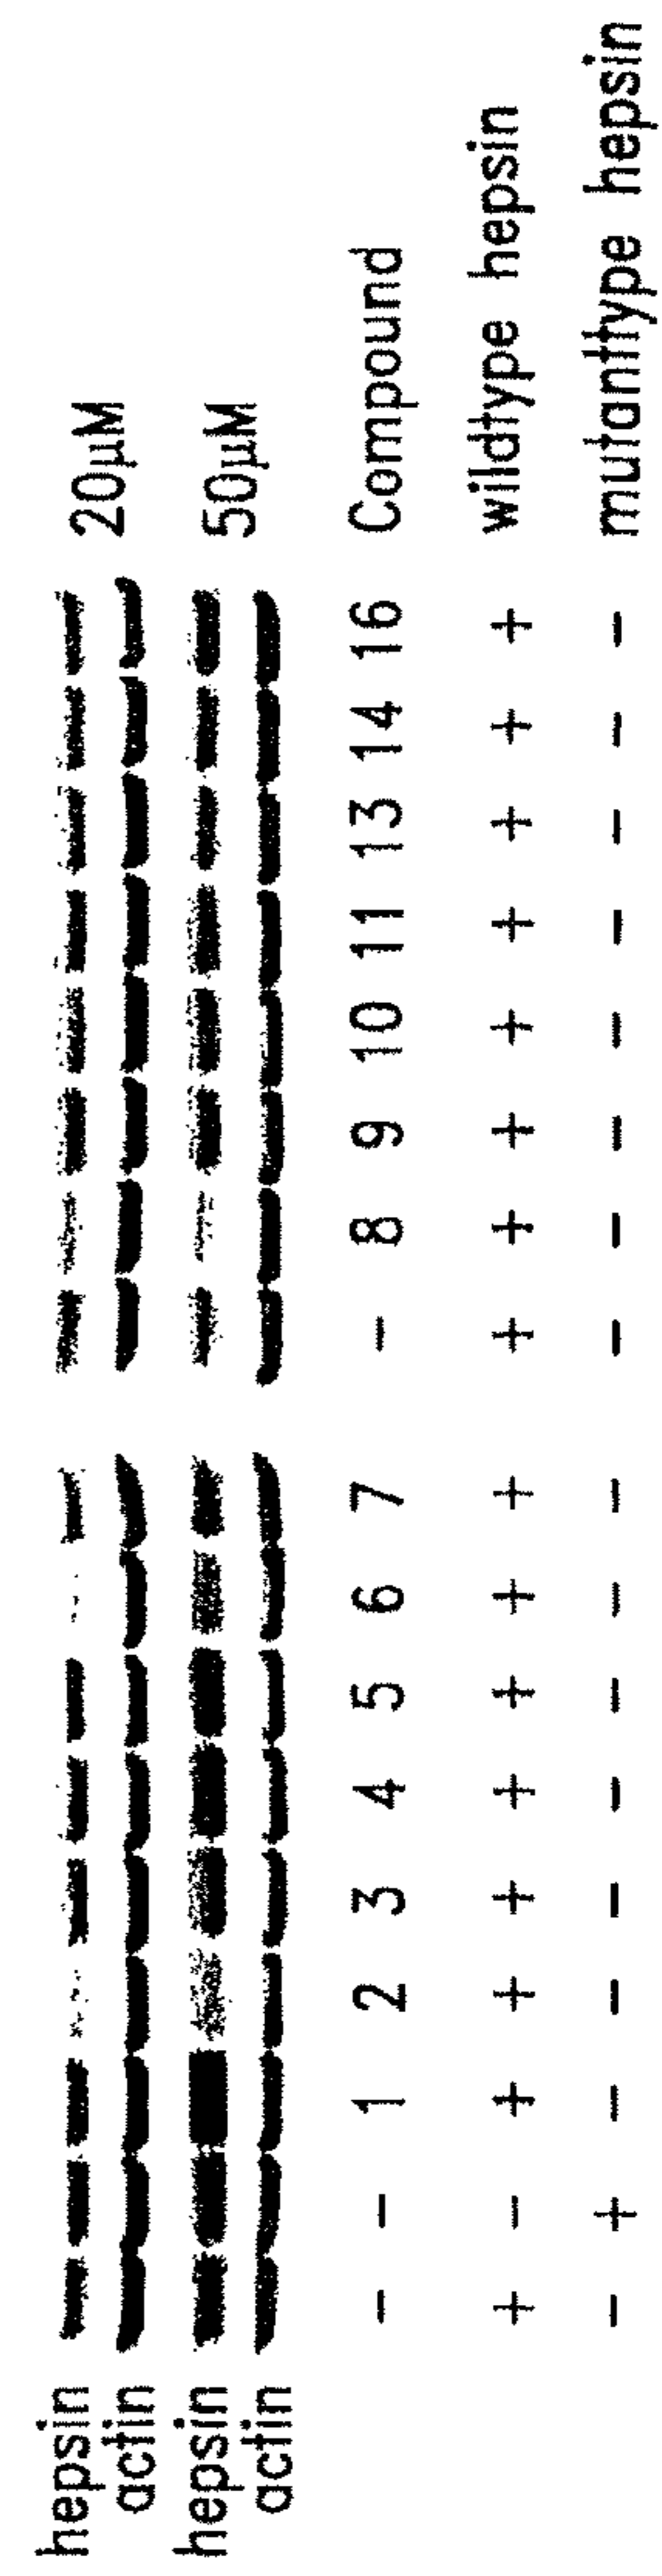 hepsin
actin 20µM
hepsin
actin 50µM
- - 1 2 3 4 5 6 7 - 8 9 10 11 13 14 16 Compound
+ - + + + + + + + + + + + + + + + wildtype hepsin
- + - - - - - - - - - - - - - - - mutanttype hepsin